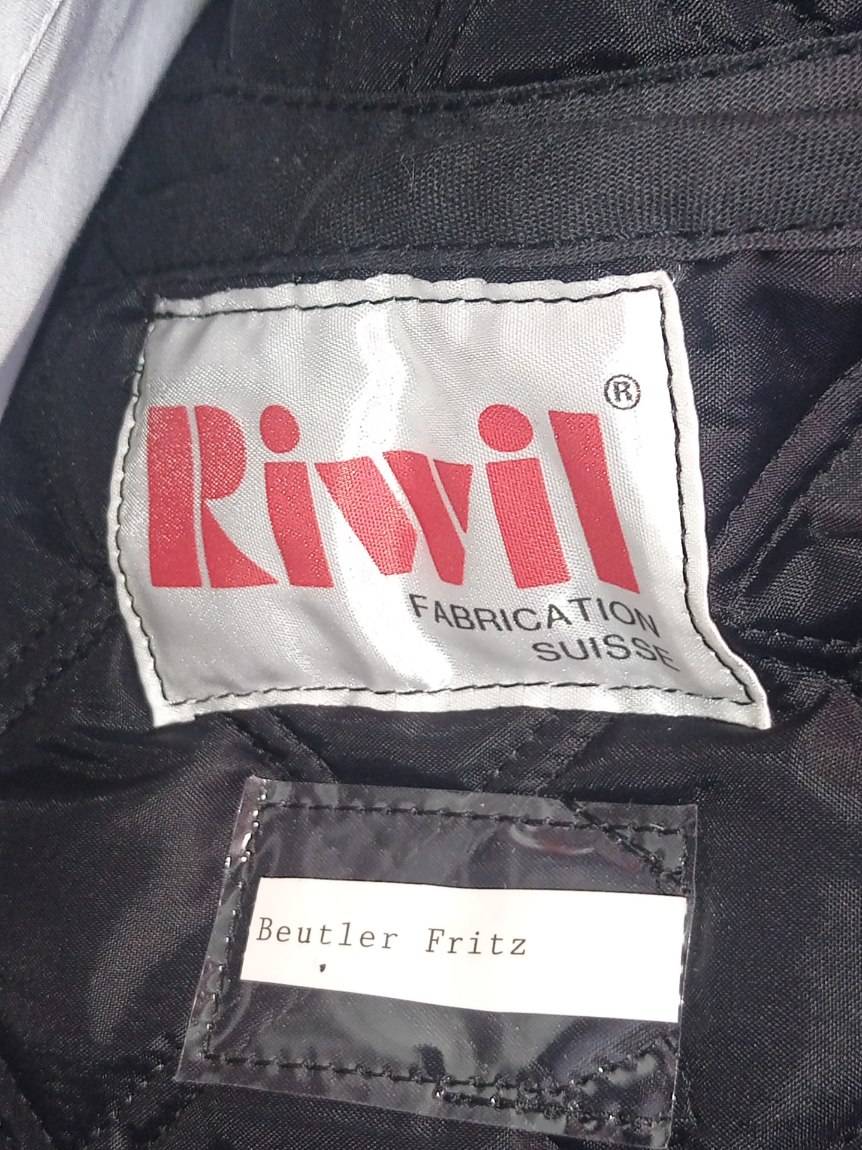 Riwil ®
FABRICATION
SUISSE
Beutler Fritz